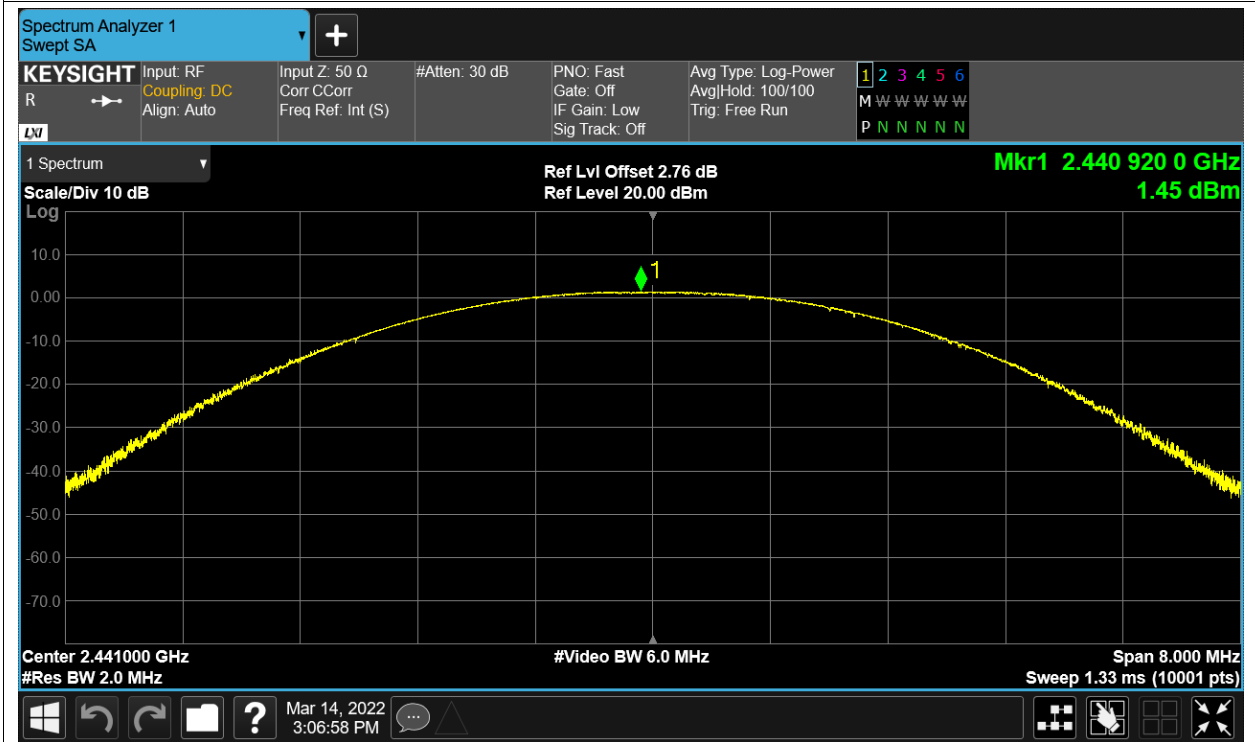 Spectrum Analyzer 1
Swept SA
+
KEYSIGHT
R
LXI
Input: RF
Coupling: DC
Align: Auto
Input Z: 50 Ω
Corr CCorr
Freq Ref: Int (S)
#Atten: 30 dB
PNO: Fast
Gate: Off
IF Gain: Low
Sig Track: Off
Avg Type: Log-Power
Avg|Hold: 100/100
Trig: Free Run
1 2 3 4 5 6
M W W W W W
P N N N N N
1 Spectrum
Scale/Div 10 dB
Log
Ref Lvl Offset 2.76 dB
Ref Level 20.00 dBm
Mkr1 2.440 920 0 GHz
1.45 dBm
1
10.0
0.00
-10.0
-20.0
-30.0
-40.0
-50.0
-60.0
-70.0
Center 2.441000 GHz
#Res BW 2.0 MHz
#Video BW 6.0 MHz
Span 8.000 MHz
Sweep 1.33 ms (10001 pts)
?
Mar 14, 2022
3:06:58 PM